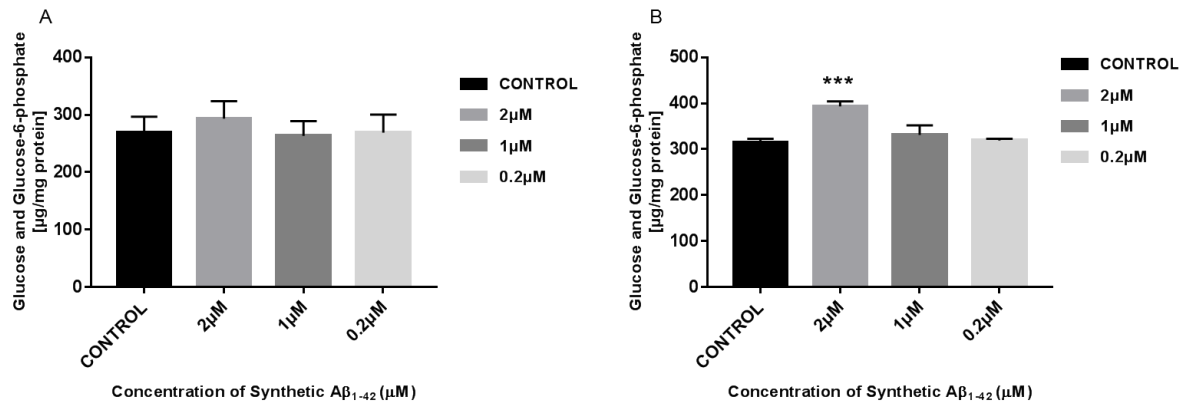 A
Glucose and Glucose-6-phosphate
[µg/mg protein]
400
300
200
100
0
CONTROL
2µM
1µM
0.2µM
Concentration of Synthetic Aβ₁₋₄₂ (µM)
CONTROL
2µM
1µM
0.2µM
B
Glucose and Glucose-6-phosphate
[µg/mg protein]
500
400
300
200
100
0
***
CONTROL
2µM
1µM
0.2µM
Concentration of Synthetic Aβ₁₋₄₂ (µM)
CONTROL
2µM
1µM
0.2µM